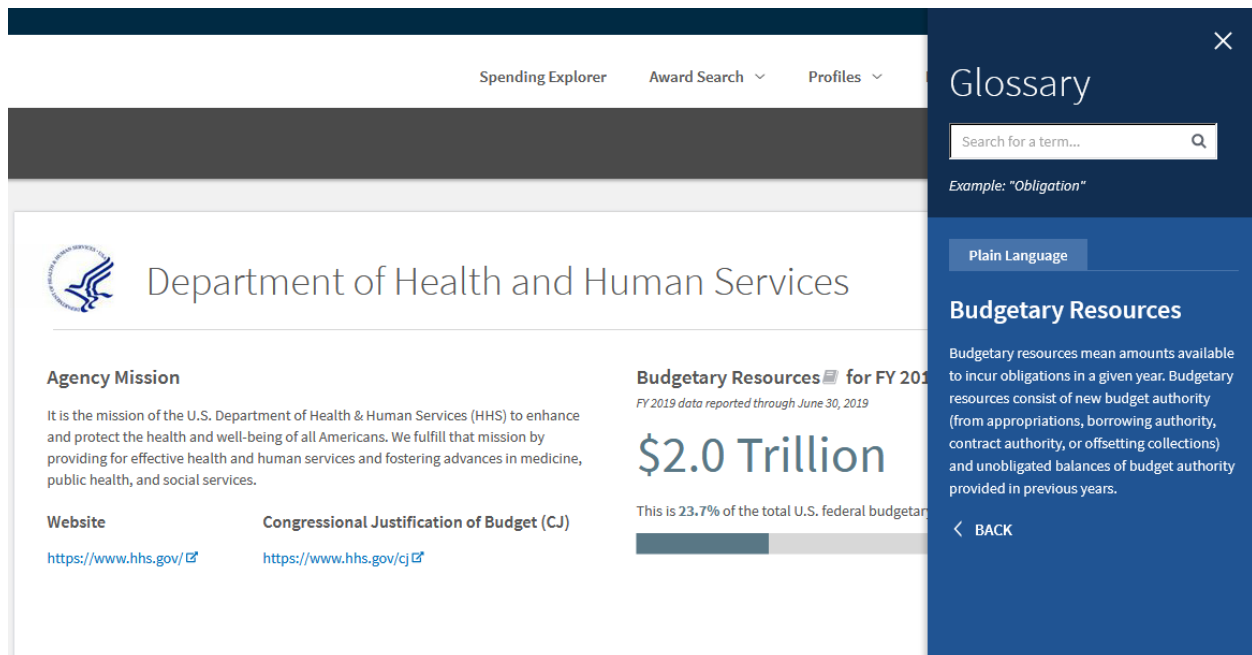 Spending Explorer
Award Search
Profiles
Department of Health and Human Services
Agency Mission
It is the mission of the U.S. Department of Health & Human Services (HHS) to enhance
and protect the health and well-being of all Americans. We fulfill that mission by
providing for effective health and human services and fostering advances in medicine,
public health, and social services.
Website
https://www.hhs.gov/
Congressional Justification of Budget (CJ)
https://www.hhs.gov/cj
Budgetary Resources for FY 201
FY 2019 data reported through June 30, 2019
$2.0 Trillion
This is 23.7% of the total U.S. federal budgetar
Glossary
Search for a term...
Example: "Obligation"
Plain Language
Budgetary Resources
Budgetary resources mean amounts available
to incur obligations in a given year. Budgetary
resources consist of new budget authority
(from appropriations, borrowing authority,
contract authority, or offsetting collections)
and unobligated balances of budget authority
provided in previous years.
BACK